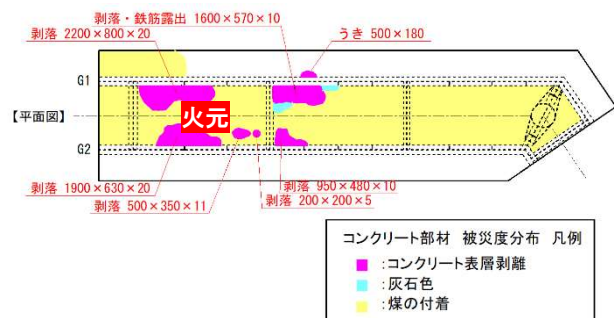 剥落・鉄筋露出 1600×570×10
剥落 2200×800×20
うき 500×180
G1
【平面図】
火元
G2
剥落 1900×630×20
剥落 950×480×10
剥落 500×350×11
剥落 200×200×5
コンクリート部材 被災度分布 凡例
:コンクリート表層剥離
:灰石色
:煤の付着